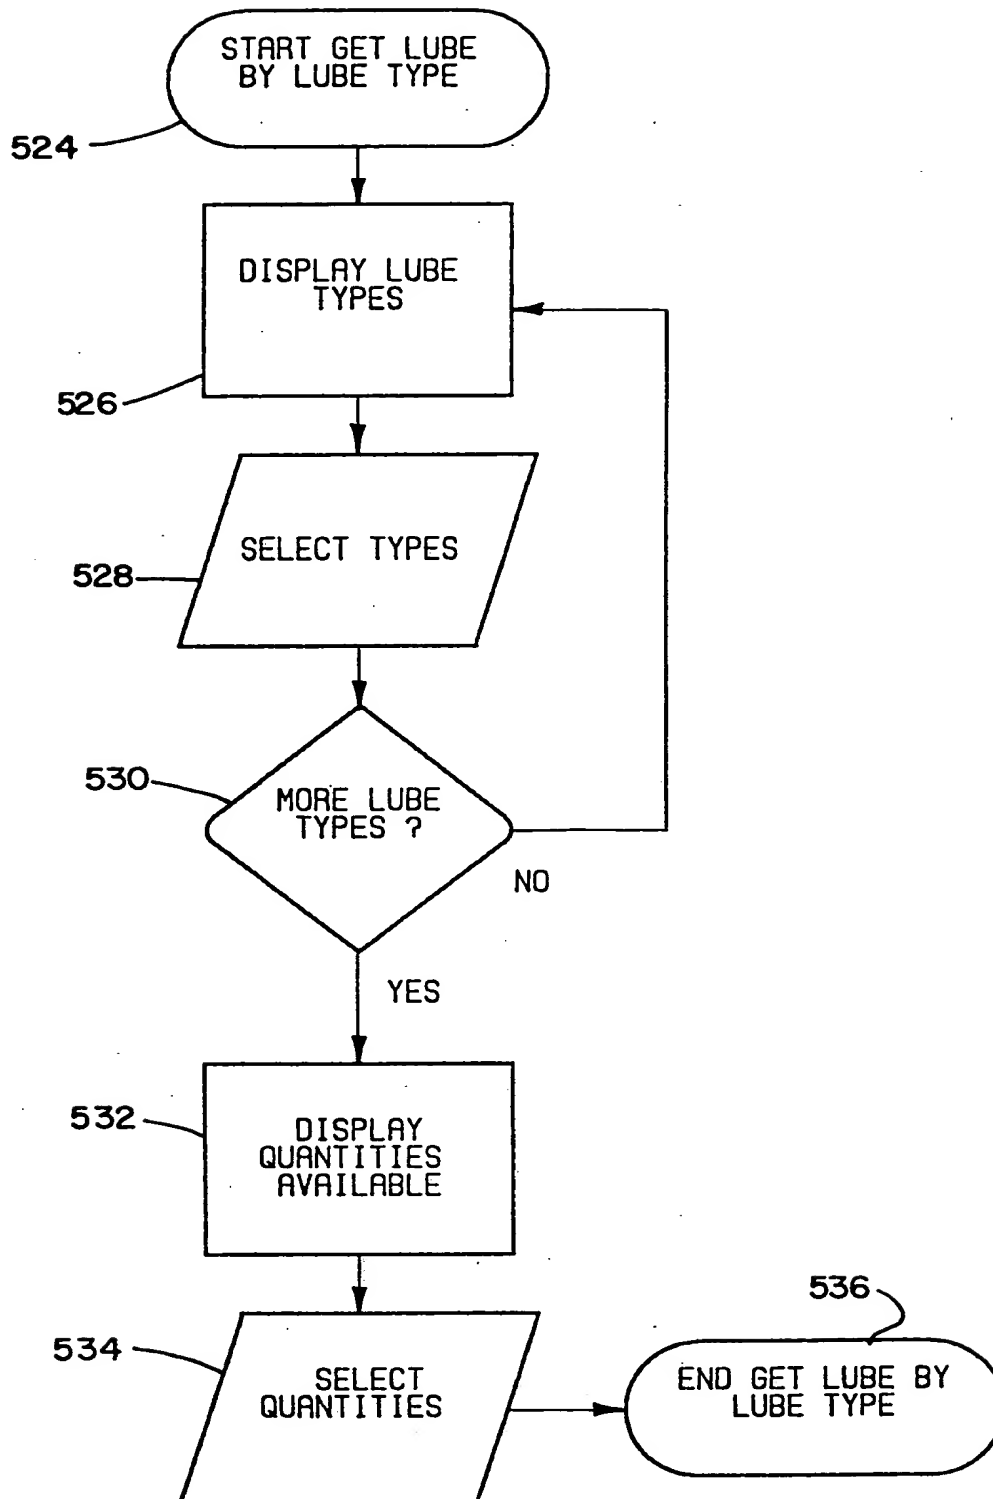 START GET LUBE
BY LUBE TYPE
524
DISPLAY LUBE
TYPES
526
SELECT TYPES
528
530
MORE LUBE
TYPES ?
NO
YES
532
DISPLAY
QUANTITIES
AVAILABLE
536
534
SELECT
QUANTITIES
END GET LUBE BY
LUBE TYPE